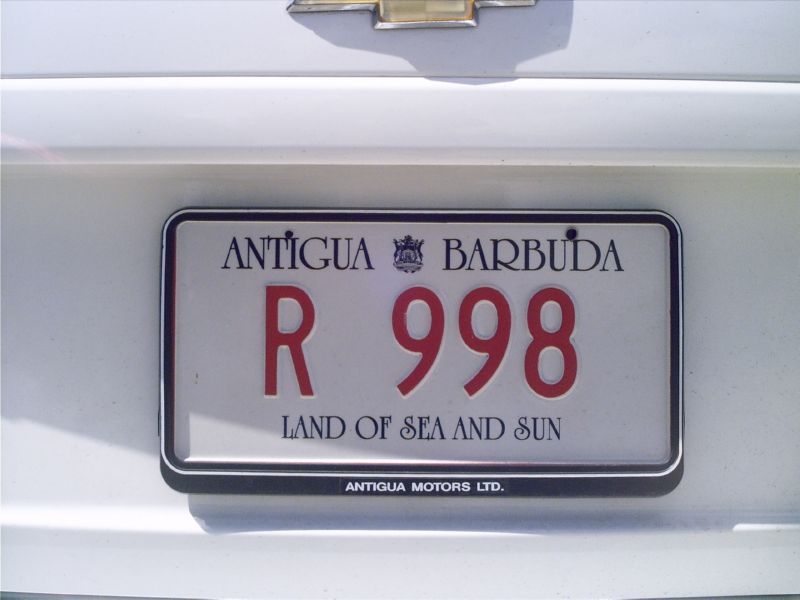 ANTIGUA BARBUDA
R 998
LAND OF SEA AND SUN
ANTIGUA MOTORS LTD.